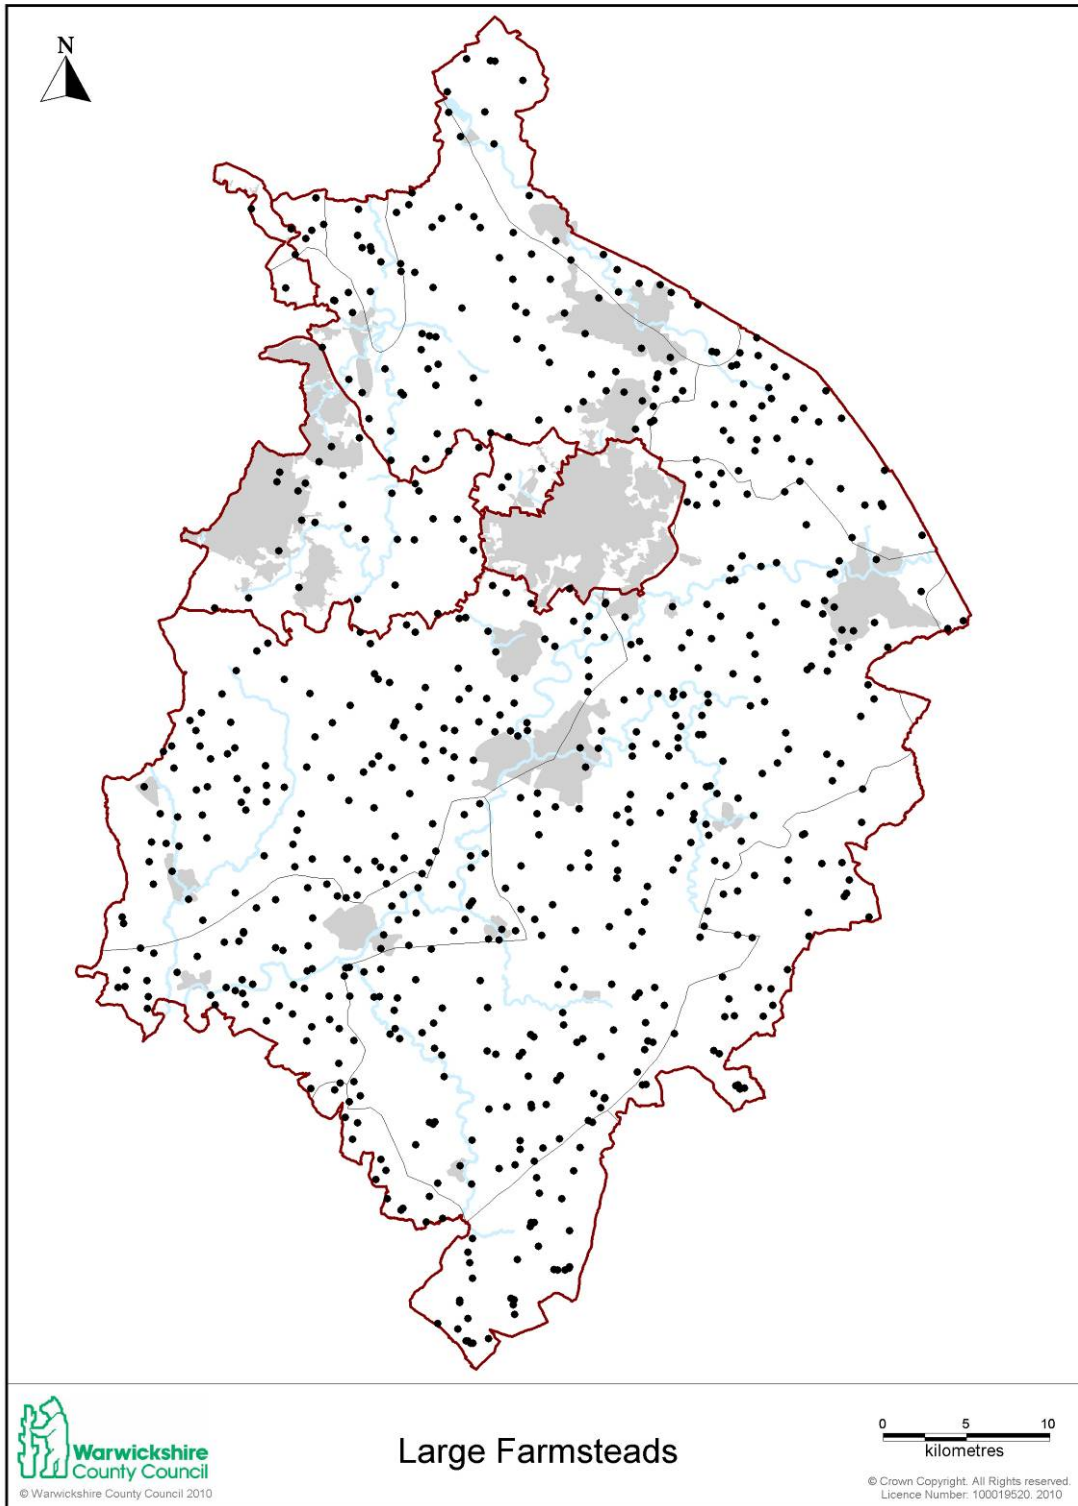 N
Warwickshire
County Council
© Warwickshire County Council 2010
Large Farmsteads
0 5 10
kilometres
© Crown Copyright. All Rights reserved.
Licence Number: 100019520. 2010